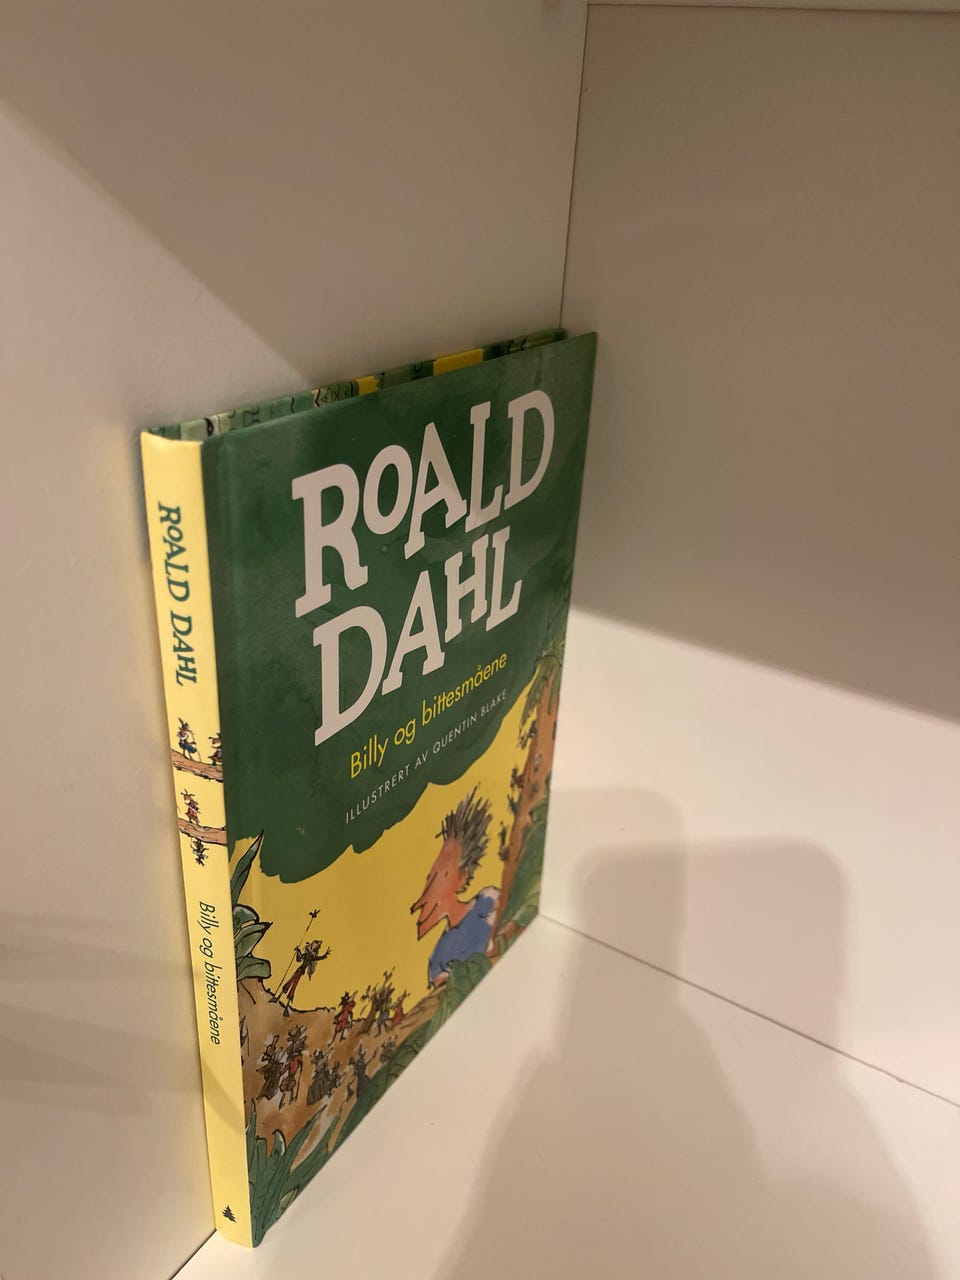 ROALD
DAHL
Billy og bittesmåene
ILLUSTRERT AV QUENTIN BLAKE
ROALD DAHL
Billy og bittesmåene